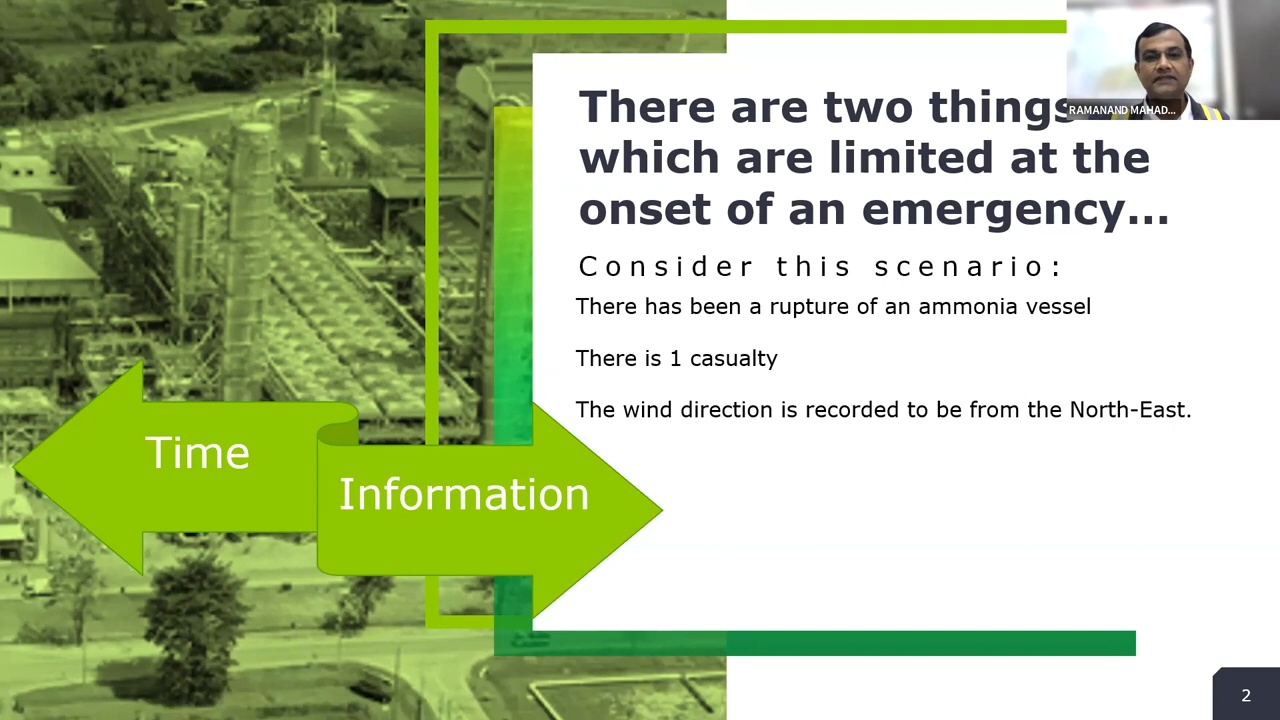 There are two things
which are limited at the
onset of an emergency...
Consider this scenario:
There has been a rupture of an ammonia vessel
There is 1 casualty
The wind direction is recorded to be from the North-East.
Time
Information
RAMANAND MAHAD...
2